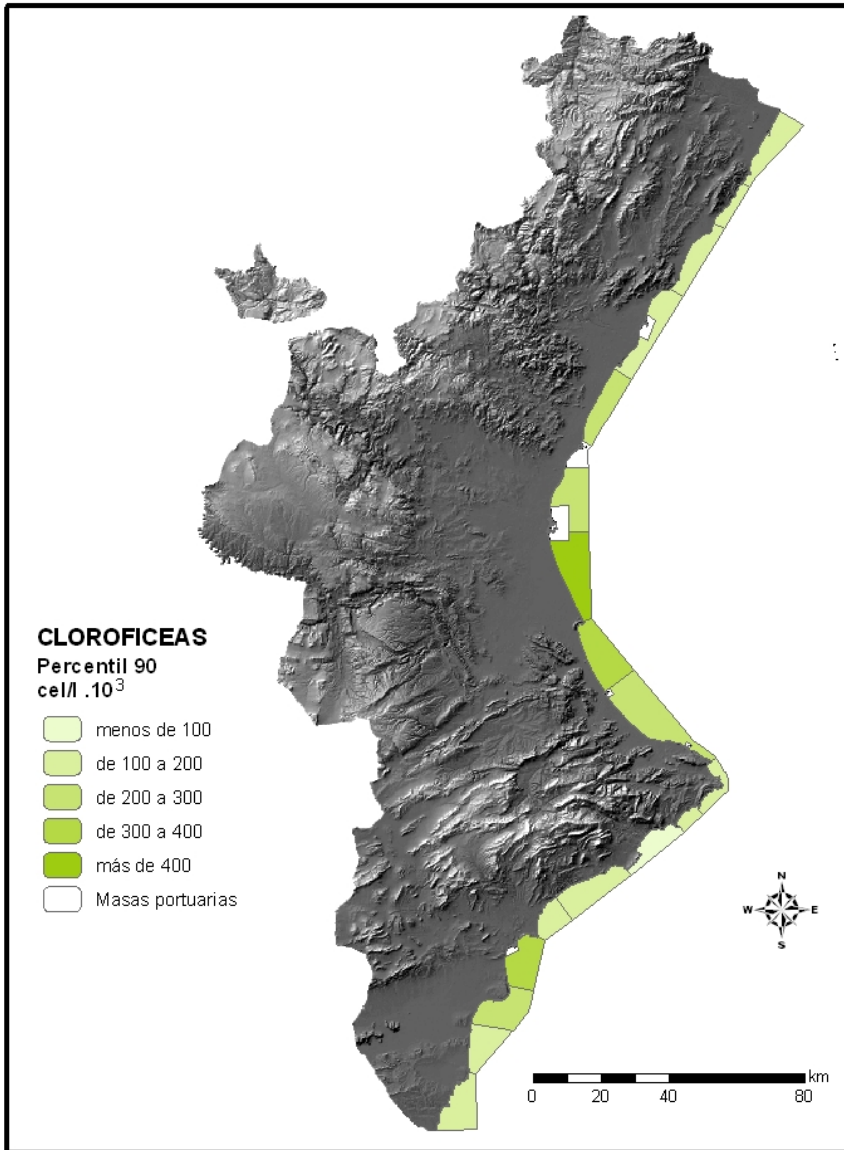 CLOROFICEAS
Percentil 90
cel/l .10³
menos de 100
de 100 a 200
de 200 a 300
de 300 a 400
más de 400
Masas portuarias
N
W E
S
km
0 20 40 80